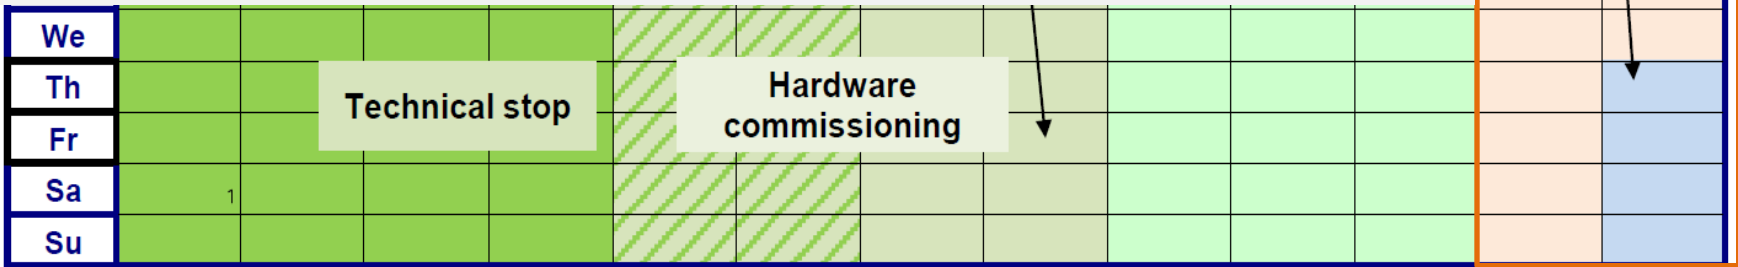 We
Th
Fr
Sa
Su
Technical stop
Hardware
commissioning
1